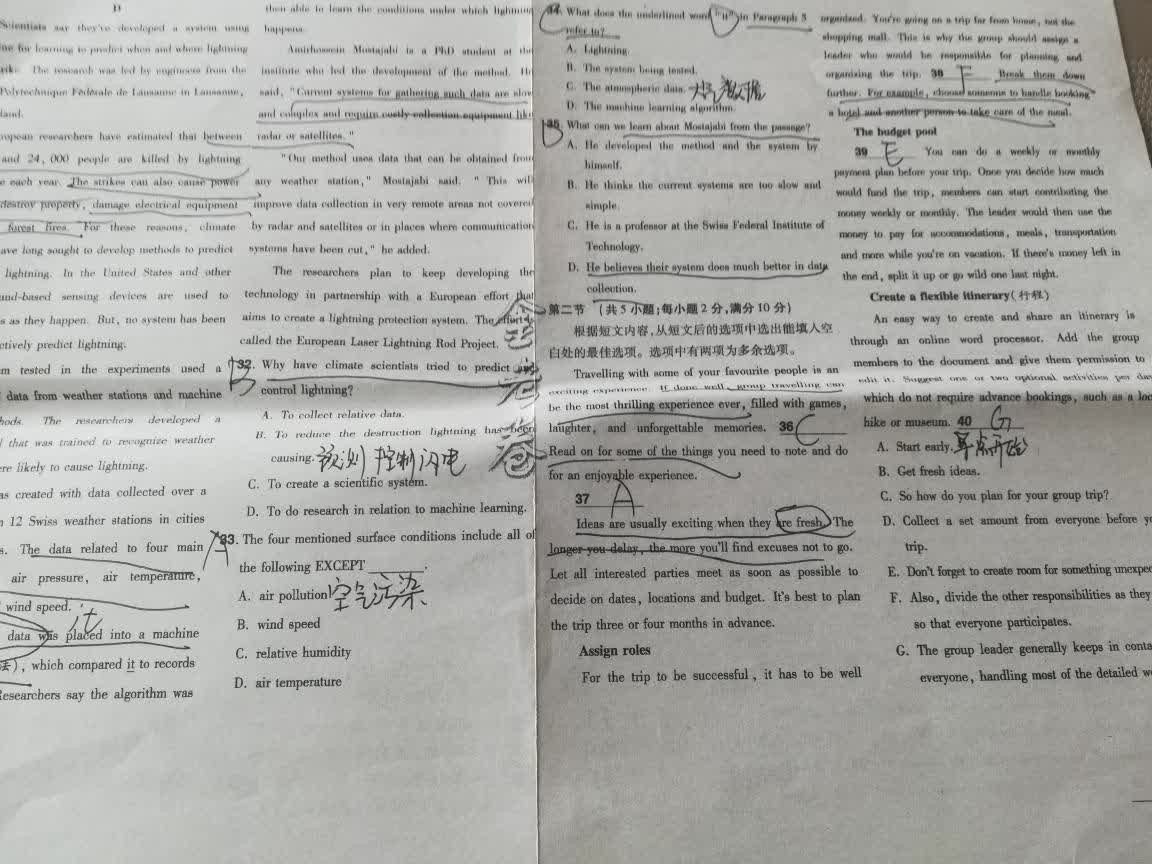 D
Scientists say they've developed a system using
for learning to predict when and where lightning
The research was led by engineers from the
Polytechnique Fédérale de Lausanne in Lausanne,
European researchers have estimated that between
and 24,000 people are killed by lightning
each year. The strikes can also cause power
destroy property, damage electrical equipment
forest fires. For these reasons, climate
have long sought to develop methods to predict
lightning. In the United States and other
sensing devices are used to
as they happen. But, no system has been
predict lightning.
tested in the experiments used a
data from weather stations and machine
The researchers developed a
that was trained to recognize weather
likely to cause lightning.
was created with data collected over a
12 Swiss weather stations in cities
The data related to four main
air pressure, air temperature,
wind speed.
it
data was placed into a machine
法), which compared it to records
Researchers say the algorithm was
then able to learn the conditions under which lightning
happens.
Amirhossein Mostajabi is a PhD student at the
institute who led the development of the method. He
said, "Current systems for gathering such data are slow
and complex and require costly collection equipment like
radar or satellites."
"Our method uses data that can be obtained from
any weather station," Mostajabi said. "This will
improve data collection in very remote areas not covered
by radar and satellites or in places where communication
systems have been cut," he added.
The researchers plan to keep developing the
technology in partnership with a European effort that
aims to create a lightning protection system. The effort is
called the European Laser Lightning Rod Project.
B 32. Why have climate scientists tried to predict and
control lightning?
A. To collect relative data.
B. To reduce the destruction lightning has been
causing. 预测 控制闪电
C. To create a scientific system.
D. To do research in relation to machine learning.
A 33. The four mentioned surface conditions include all of
the following EXCEPT ______.
A. air pollution 空气污染
B. wind speed
C. relative humidity
D. air temperature
卷
34. What does the underlined word "it" in Paragraph 5
refer to?
A. Lightning.
B. The system being tested.
C. The atmospheric data. 大气数据
D. The machine learning algorithm.
35. What can we learn about Mostajabi from the passage?
A. He developed the method and the system by
himself.
B. He thinks the current systems are too slow and
simple.
C. He is a professor at the Swiss Federal Institute of
Technology.
D. He believes their system does much better in data
collection.
第二节 (共5小题;每小题2分,满分10分)
根据短文内容,从短文后的选项中选出能填入空
白处的最佳选项。选项中有两项为多余选项。
Travelling with some of your favourite people is an
exciting experience. If done well, group travelling can
be the most thrilling experience ever, filled with games,
laughter, and unforgettable memories. 36 C
Read on for some of the things you need to note and do
for an enjoyable experience.
37 A
Ideas are usually exciting when they are fresh. The
longer you delay, the more you'll find excuses not to go.
Let all interested parties meet as soon as possible to
decide on dates, locations and budget. It's best to plan
the trip three or four months in advance.
Assign roles
For the trip to be successful, it has to be well
organized. You're going on a trip far from home, not the
shopping mall. This is why the group should assign a
leader who would be responsible for planning and
organizing the trip. 38 F Break them down
further. For example, choose someone to handle booking
a hotel and another person to take care of the meal.
The budget pool
39 E You can do a weekly or monthly
payment plan before your trip. Once you decide how much
would fund the trip, members can start contributing the
money weekly or monthly. The leader would then use the
money to pay for accommodations, meals, transportation
and more while you're on vacation. If there's money left in
the end, split it up or go wild one last night.
Create a flexible itinerary(行程)
An easy way to create and share an itinerary is
through an online word processor. Add the group
members to the document and give them permission to
edit it. Suggest one or two optional activities per day
which do not require advance bookings, such as a
hike or museum. 40 G
A. Start early. 早点开始
B. Get fresh ideas.
C. So how do you plan for your group trip?
D. Collect a set amount from everyone before
trip.
E. Don't forget to create room for something
F. Also, divide the other responsibilities as they
so that everyone participates.
G. The group leader generally keeps in
everyone, handling most of the detailed